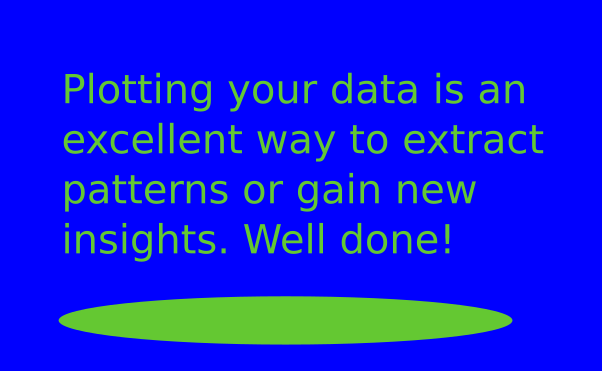 Plotting your data is an
excellent way to extract
patterns or gain new
insights. Well done!